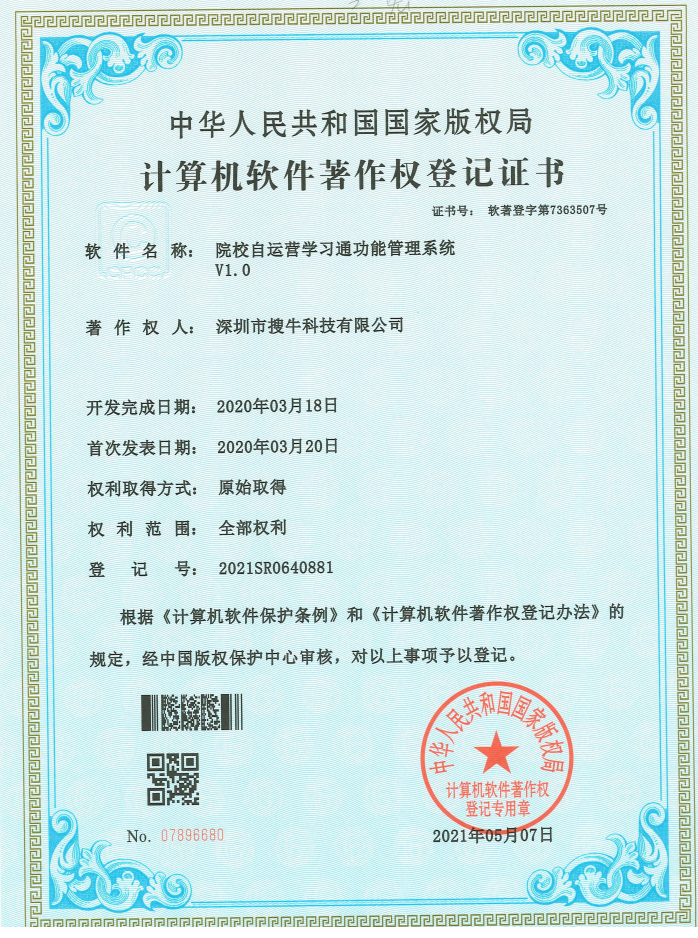 中华人民共和国国家版权局
计算机软件著作权登记证书
证书号： 软著登字第7363507号
CPCC
软件名称： 院校自运营学习通功能管理系统
V1.0
著作权人： 深圳市搜牛科技有限公司
开发完成日期： 2020年03月18日
首次发表日期： 2020年03月20日
权利取得方式： 原始取得
权利范围： 全部权利
登记号： 2021SR0640881
根据《计算机软件保护条例》和《计算机软件著作权登记办法》的
规定，经中国版权保护中心审核，对以上事项予以登记。
中华人民共和国国家版权局
计算机软件著作权
登记专用章
No. 07896680
2021年05月07日